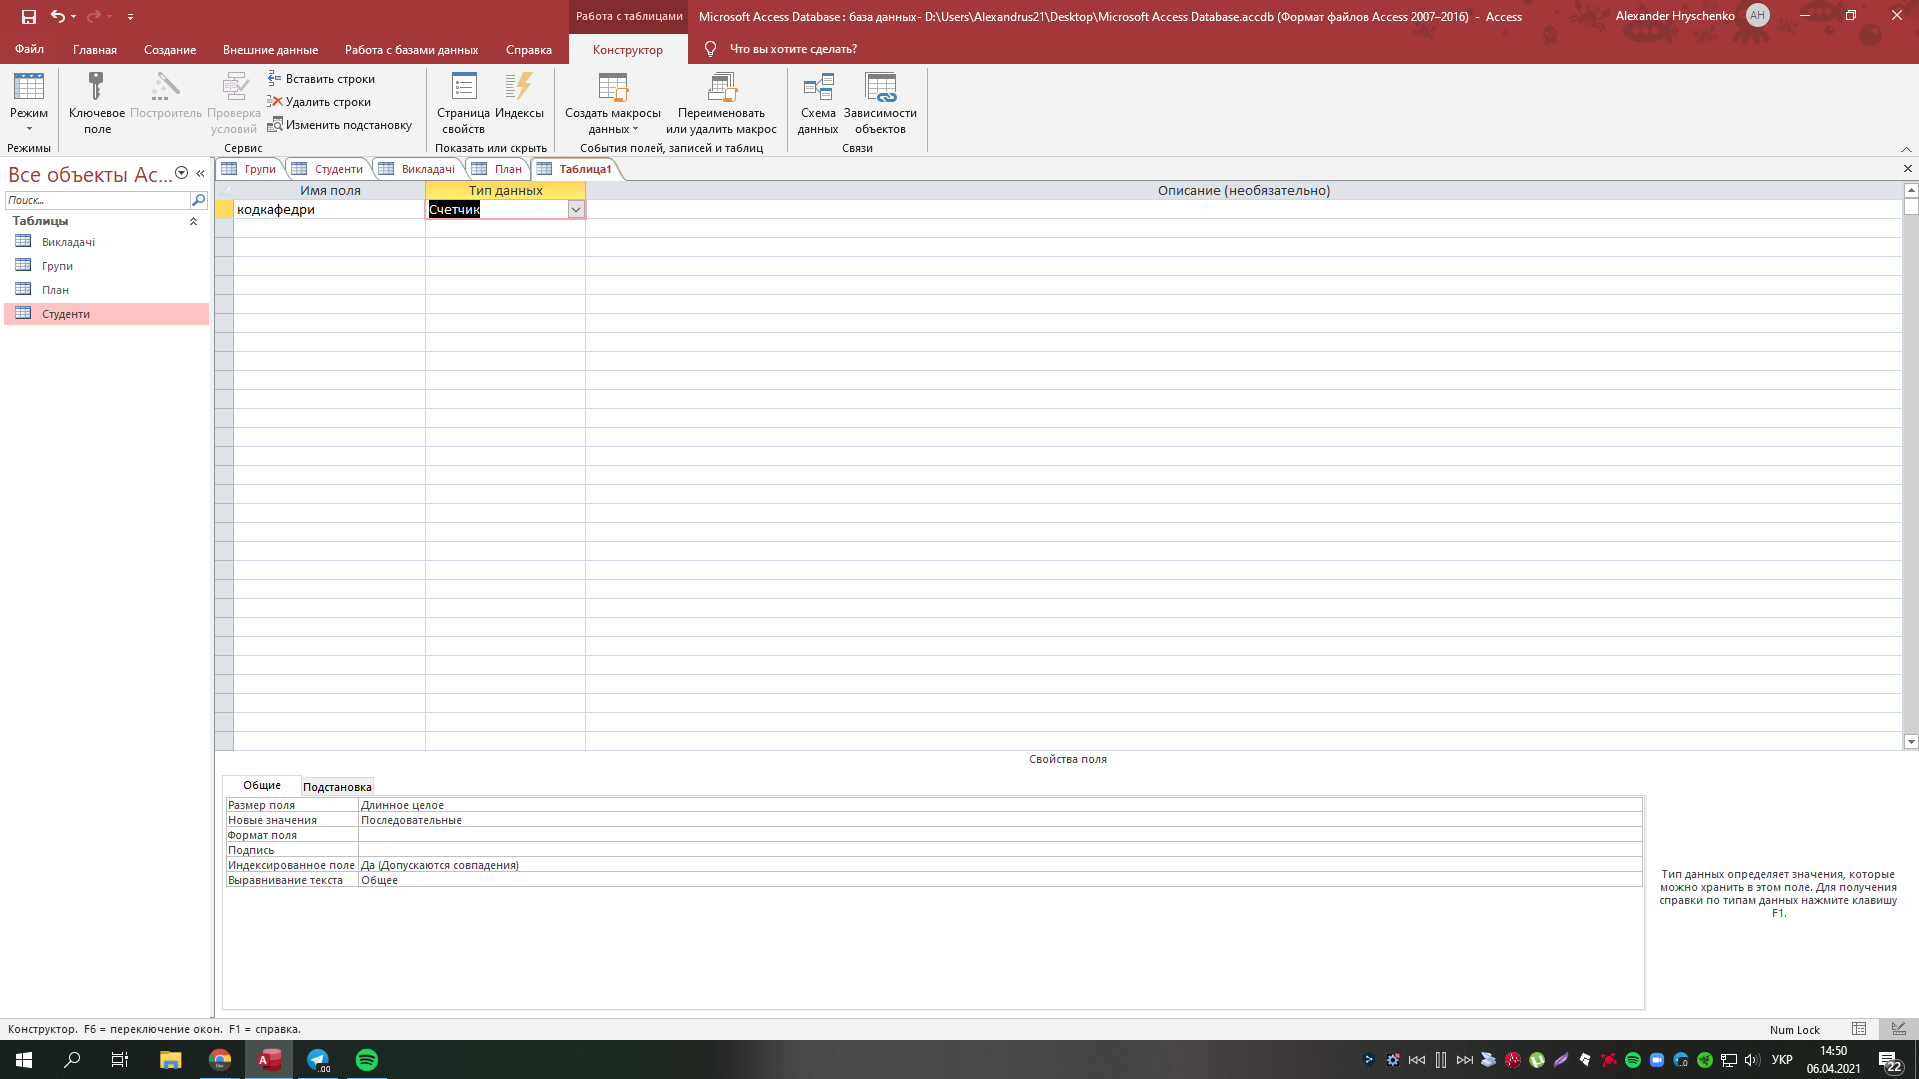 Работа с таблицами
Microsoft Access Database : база данных- D:\Users\Alexandrus21\Desktop\Microsoft Access Database.accdb (Формат файлов Access 2007–2016) - Access
Alexander Hryschenko
AH
Файл
Главная
Создание
Внешние данные
Работа с базами данных
Справка
Конструктор
Что вы хотите сделать?
Режим
Ключевое поле
Построитель
Проверка условий
Вставить строки
Удалить строки
Изменить подстановку
Страница свойств
Индексы
Создать макросы данных
Переименовать или удалить макрос
Схема данных
Зависимости объектов
Режимы
Сервис
Показать или скрыть
События полей, записей и таблиц
Связи
Все объекты Ac...
Поиск...
Таблицы
Викладачі
Групи
План
Студенти
Групи
Студенти
Викладачі
План
Таблица1
Имя поля
Тип данных
Описание (необязательно)
кодкафедри
Счетчик
Свойства поля
Общие
Подстановка
Размер поля
Длинное целое
Новые значения
Последовательные
Формат поля
Подпись
Индексированное поле
Да (Допускаются совпадения)
Выравнивание текста
Общее
Тип данных определяет значения, которые
можно хранить в этом поле. Для получения
справки по типам данных нажмите клавишу
F1.
Конструктор. F6 = переключение окон. F1 = справка.
Num Lock
УКР
14:50
06.04.2021
22